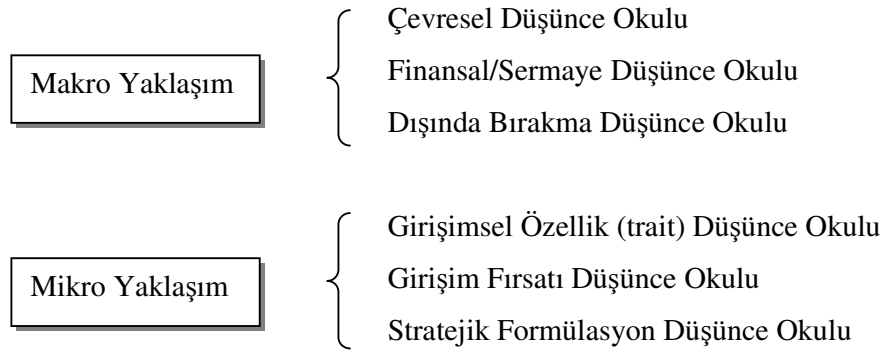 Çevresel Düşünce Okulu
Makro Yaklaşım
Finansal/Sermaye Düşünce Okulu
Dışında Bırakma Düşünce Okulu
Girişimsel Özellik (trait) Düşünce Okulu
Mikro Yaklaşım
Girişim Fırsatı Düşünce Okulu
Stratejik Formülasyon Düşünce Okulu